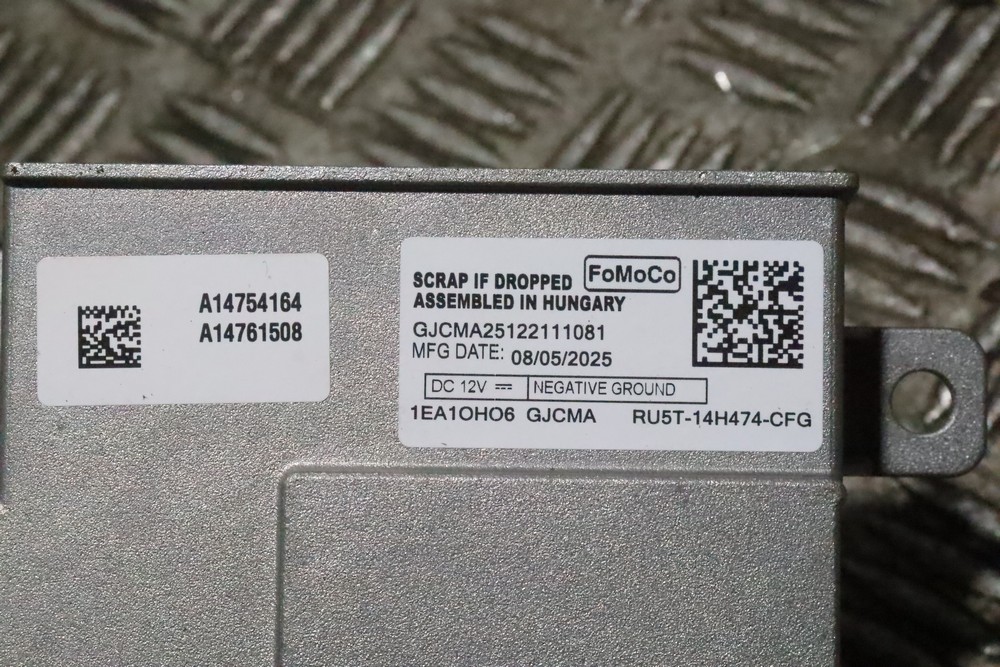 A14754164
A14761508
SCRAP IF DROPPED FoMoCo
ASSEMBLED IN HUNGARY
GJCMA25122111081
MFG DATE: 08/05/2025
DC 12V ⎓ NEGATIVE GROUND
1EA1OHO6 GJCMA RU5T-14H474-CFG